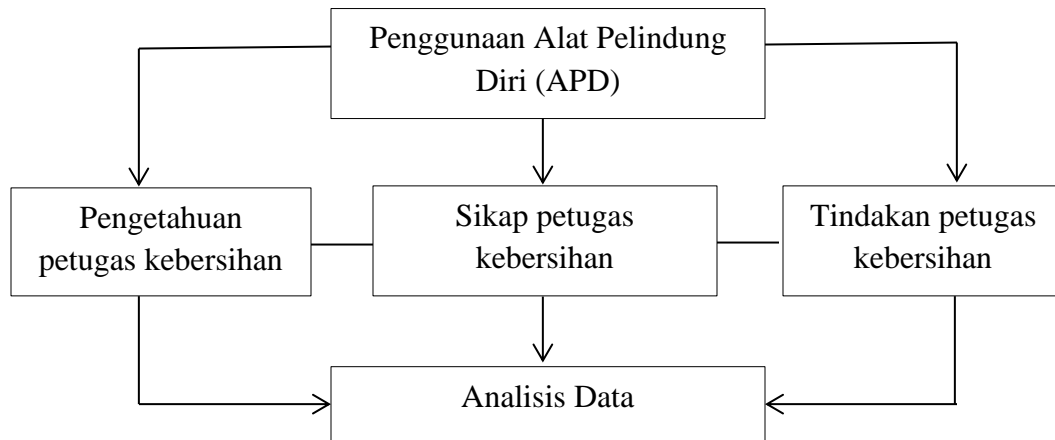 Penggunaan Alat Pelindung
Diri (APD)
Pengetahuan
petugas kebersihan
Sikap petugas
kebersihan
Tindakan petugas
kebersihan
Analisis Data